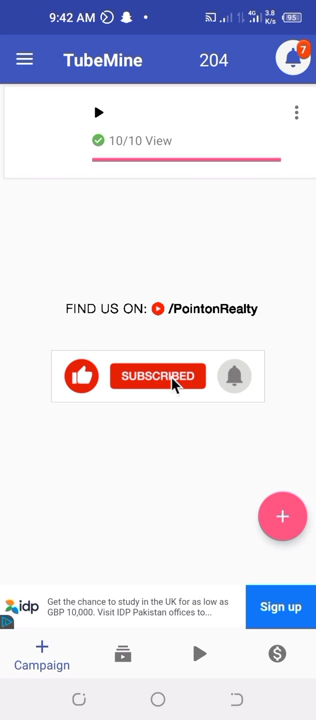 9:42 AM
4G 3.8 K/s 95
TubeMine
204
7
10/10 View
FIND US ON: /PointonRealty
SUBSCRIBED
idp
Get the chance to study in the UK for as low as
GBP 10,000. Visit IDP Pakistan offices to...
Sign up
Campaign